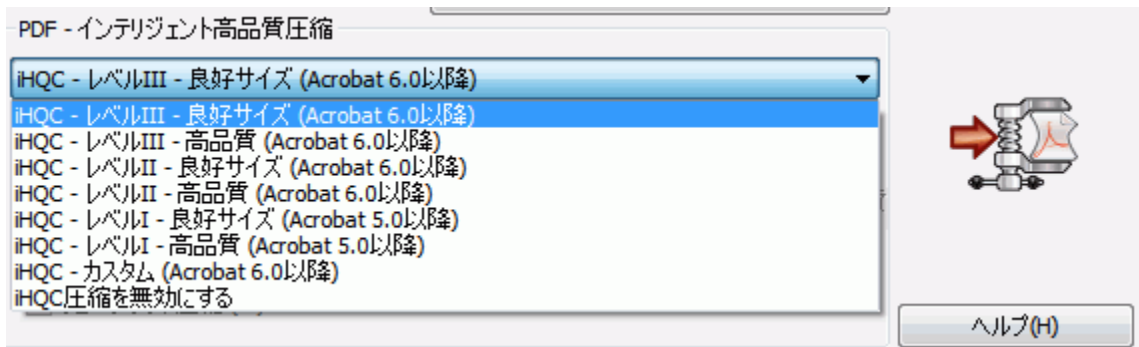 PDF - インテリジェント高品質圧縮
iHQC - レベルIII - 良好サイズ (Acrobat 6.0以降)
iHQC - レベルIII - 良好サイズ (Acrobat 6.0以降)
iHQC - レベルIII - 高品質 (Acrobat 6.0以降)
iHQC - レベルII - 良好サイズ (Acrobat 6.0以降)
iHQC - レベルII - 高品質 (Acrobat 6.0以降)
iHQC - レベルI - 良好サイズ (Acrobat 5.0以降)
iHQC - レベルI - 高品質 (Acrobat 5.0以降)
iHQC - カスタム (Acrobat 6.0以降)
iHQC圧縮を無効にする
ヘルプ(H)